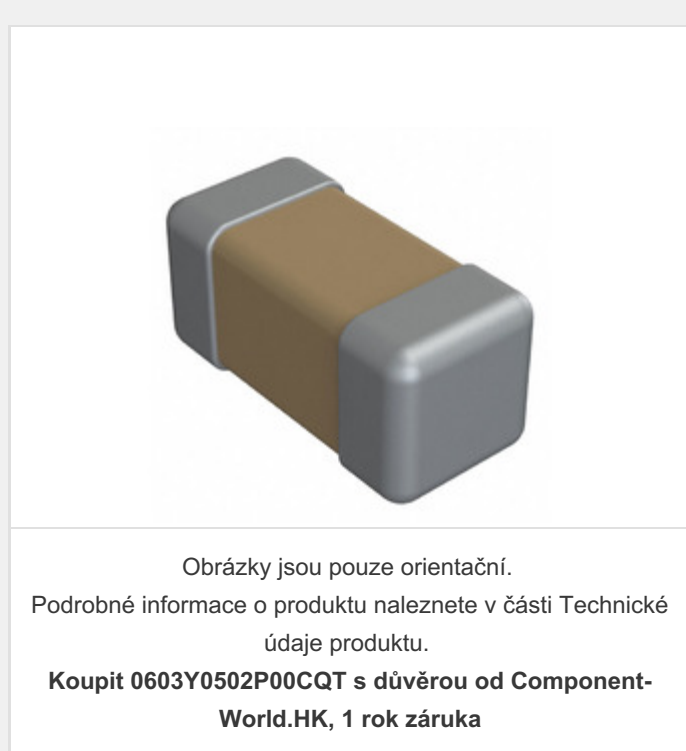 Obrázky jsou pouze orientační.
Podrobné informace o produktu naleznete v části Technické
údaje produktu.
Koupit 0603Y0502P00CQT s důvěrou od Component-
World.HK, 1 rok záruka